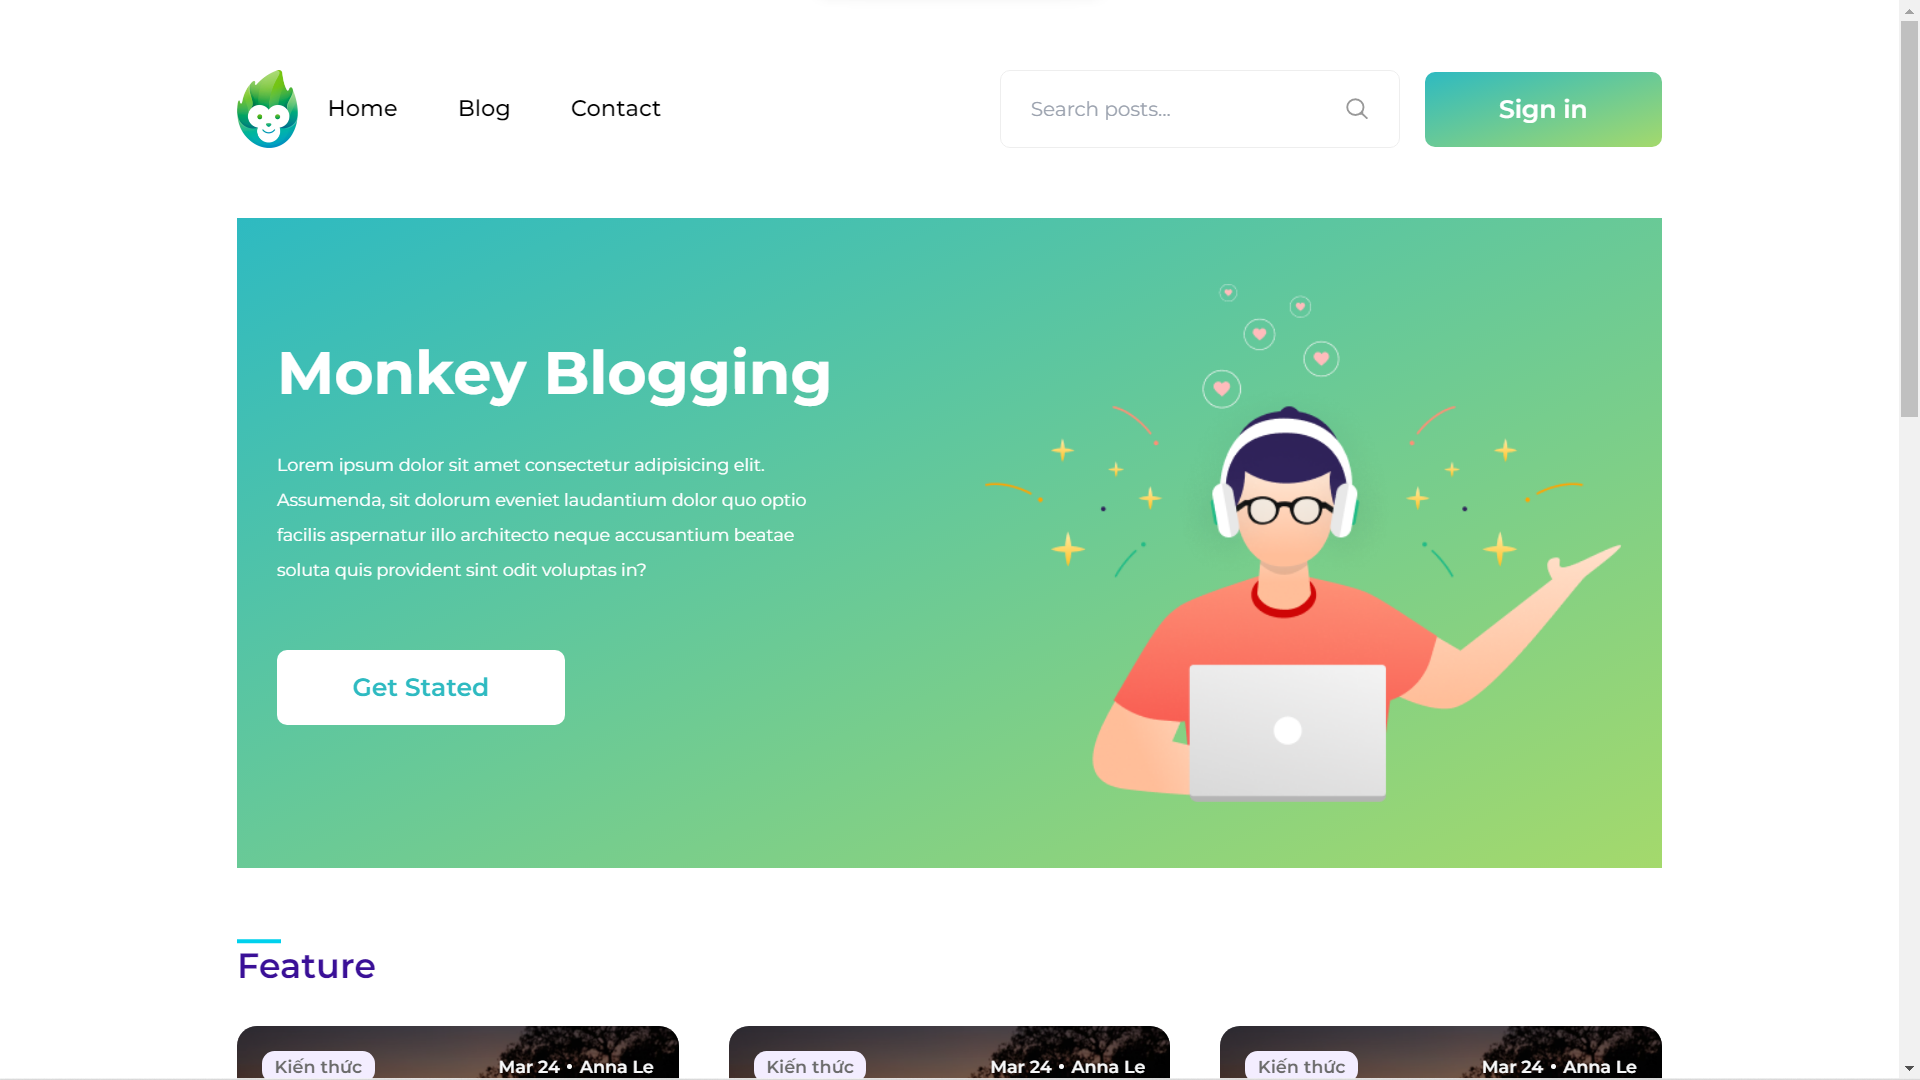 Home Blog Contact Search posts... Sign in
Monkey Blogging
Lorem ipsum dolor sit amet consectetur adipisicing elit.
Assumenda, sit dolorum eveniet laudantium dolor quo optio
facilis aspernatur illo architecto neque accusantium beatae
soluta quis provident sint odit voluptas in?
Get Stated
Feature
Kiến thức Mar 24 • Anna Le Kiến thức Mar 24 • Anna Le Kiến thức Mar 24 • Anna Le